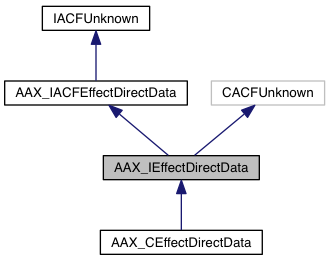 IACFUnknown
AAX_IACFEffectDirectData
CACFUnknown
AAX_IEffectDirectData
AAX_CEffectDirectData